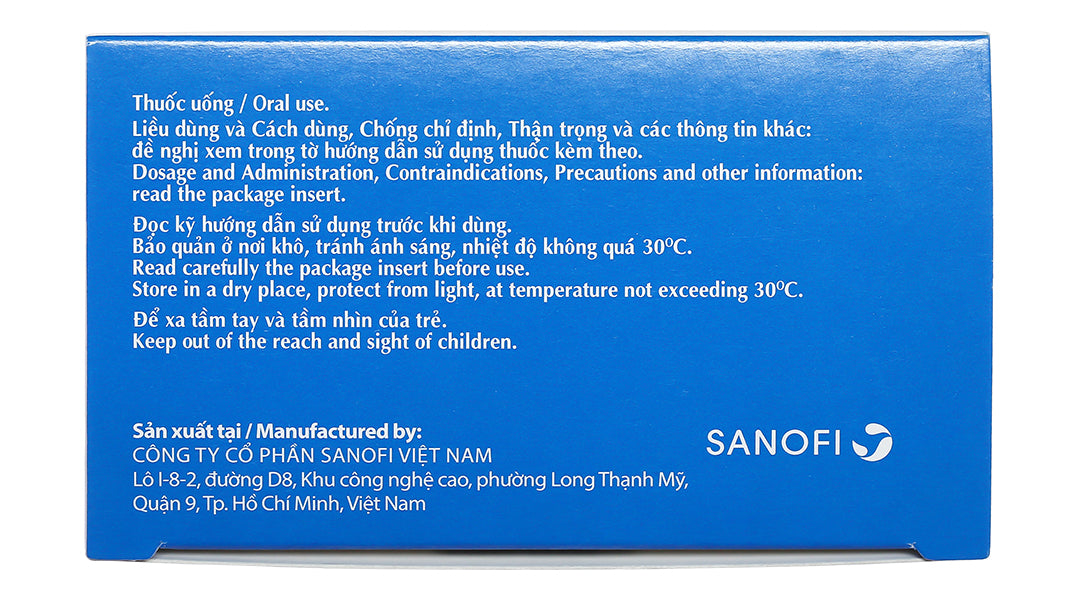 Thuốc uống / Oral use.
Liều dùng và Cách dùng, Chống chỉ định, Thận trọng và các thông tin khác:
đề nghị xem trong tờ hướng dẫn sử dụng thuốc kèm theo.
Dosage and Administration, Contraindications, Precautions and other information:
read the package insert.
Đọc kỹ hướng dẫn sử dụng trước khi dùng.
Bảo quản ở nơi khô, tránh ánh sáng, nhiệt độ không quá 30ºC.
Read carefully the package insert before use.
Store in a dry place, protect from light, at temperature not exceeding 30ºC.
Để xa tầm tay và tầm nhìn của trẻ.
Keep out of the reach and sight of children.
Sản xuất tại / Manufactured by:
CÔNG TY CỔ PHẦN SANOFI VIỆT NAM
Lô I-8-2, đường D8, Khu công nghệ cao, phường Long Thạnh Mỹ,
Quận 9, Tp. Hồ Chí Minh, Việt Nam
SANOFI